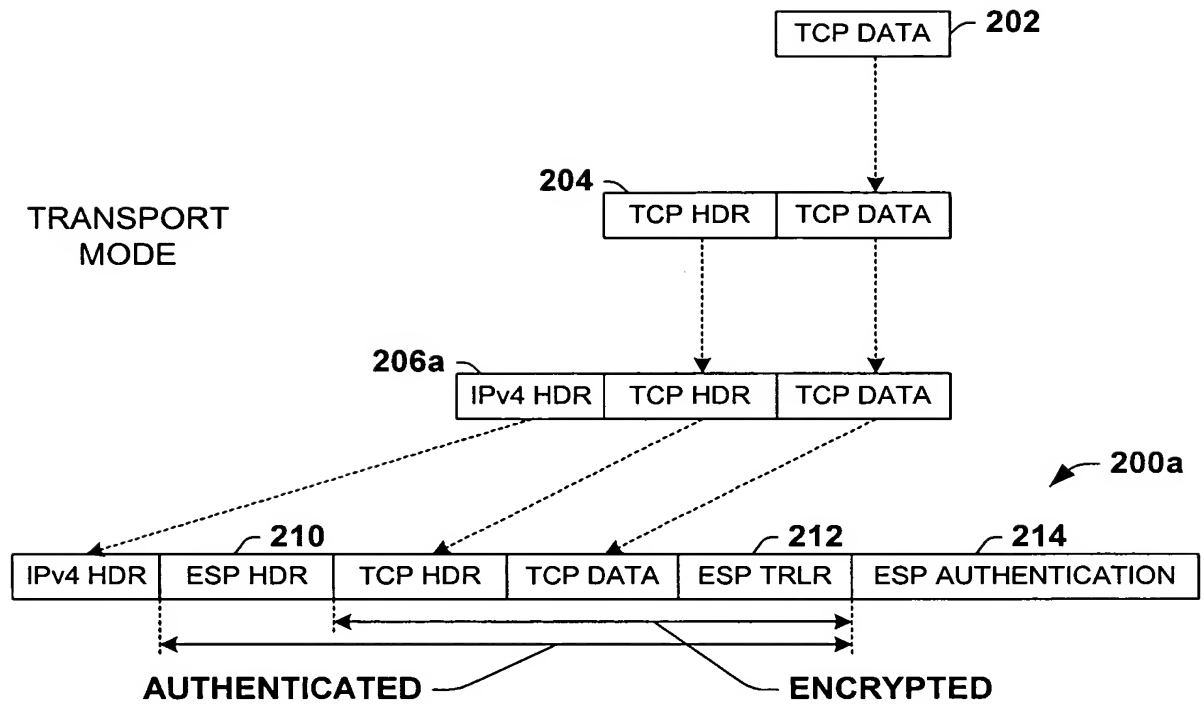 TCP DATA 202
204
TCP HDR TCP DATA
TRANSPORT
MODE
206a
IPv4 HDR TCP HDR TCP DATA
200a
210 212 214
IPv4 HDR ESP HDR TCP HDR TCP DATA ESP TRLR ESP AUTHENTICATION
AUTHENTICATED ENCRYPTED